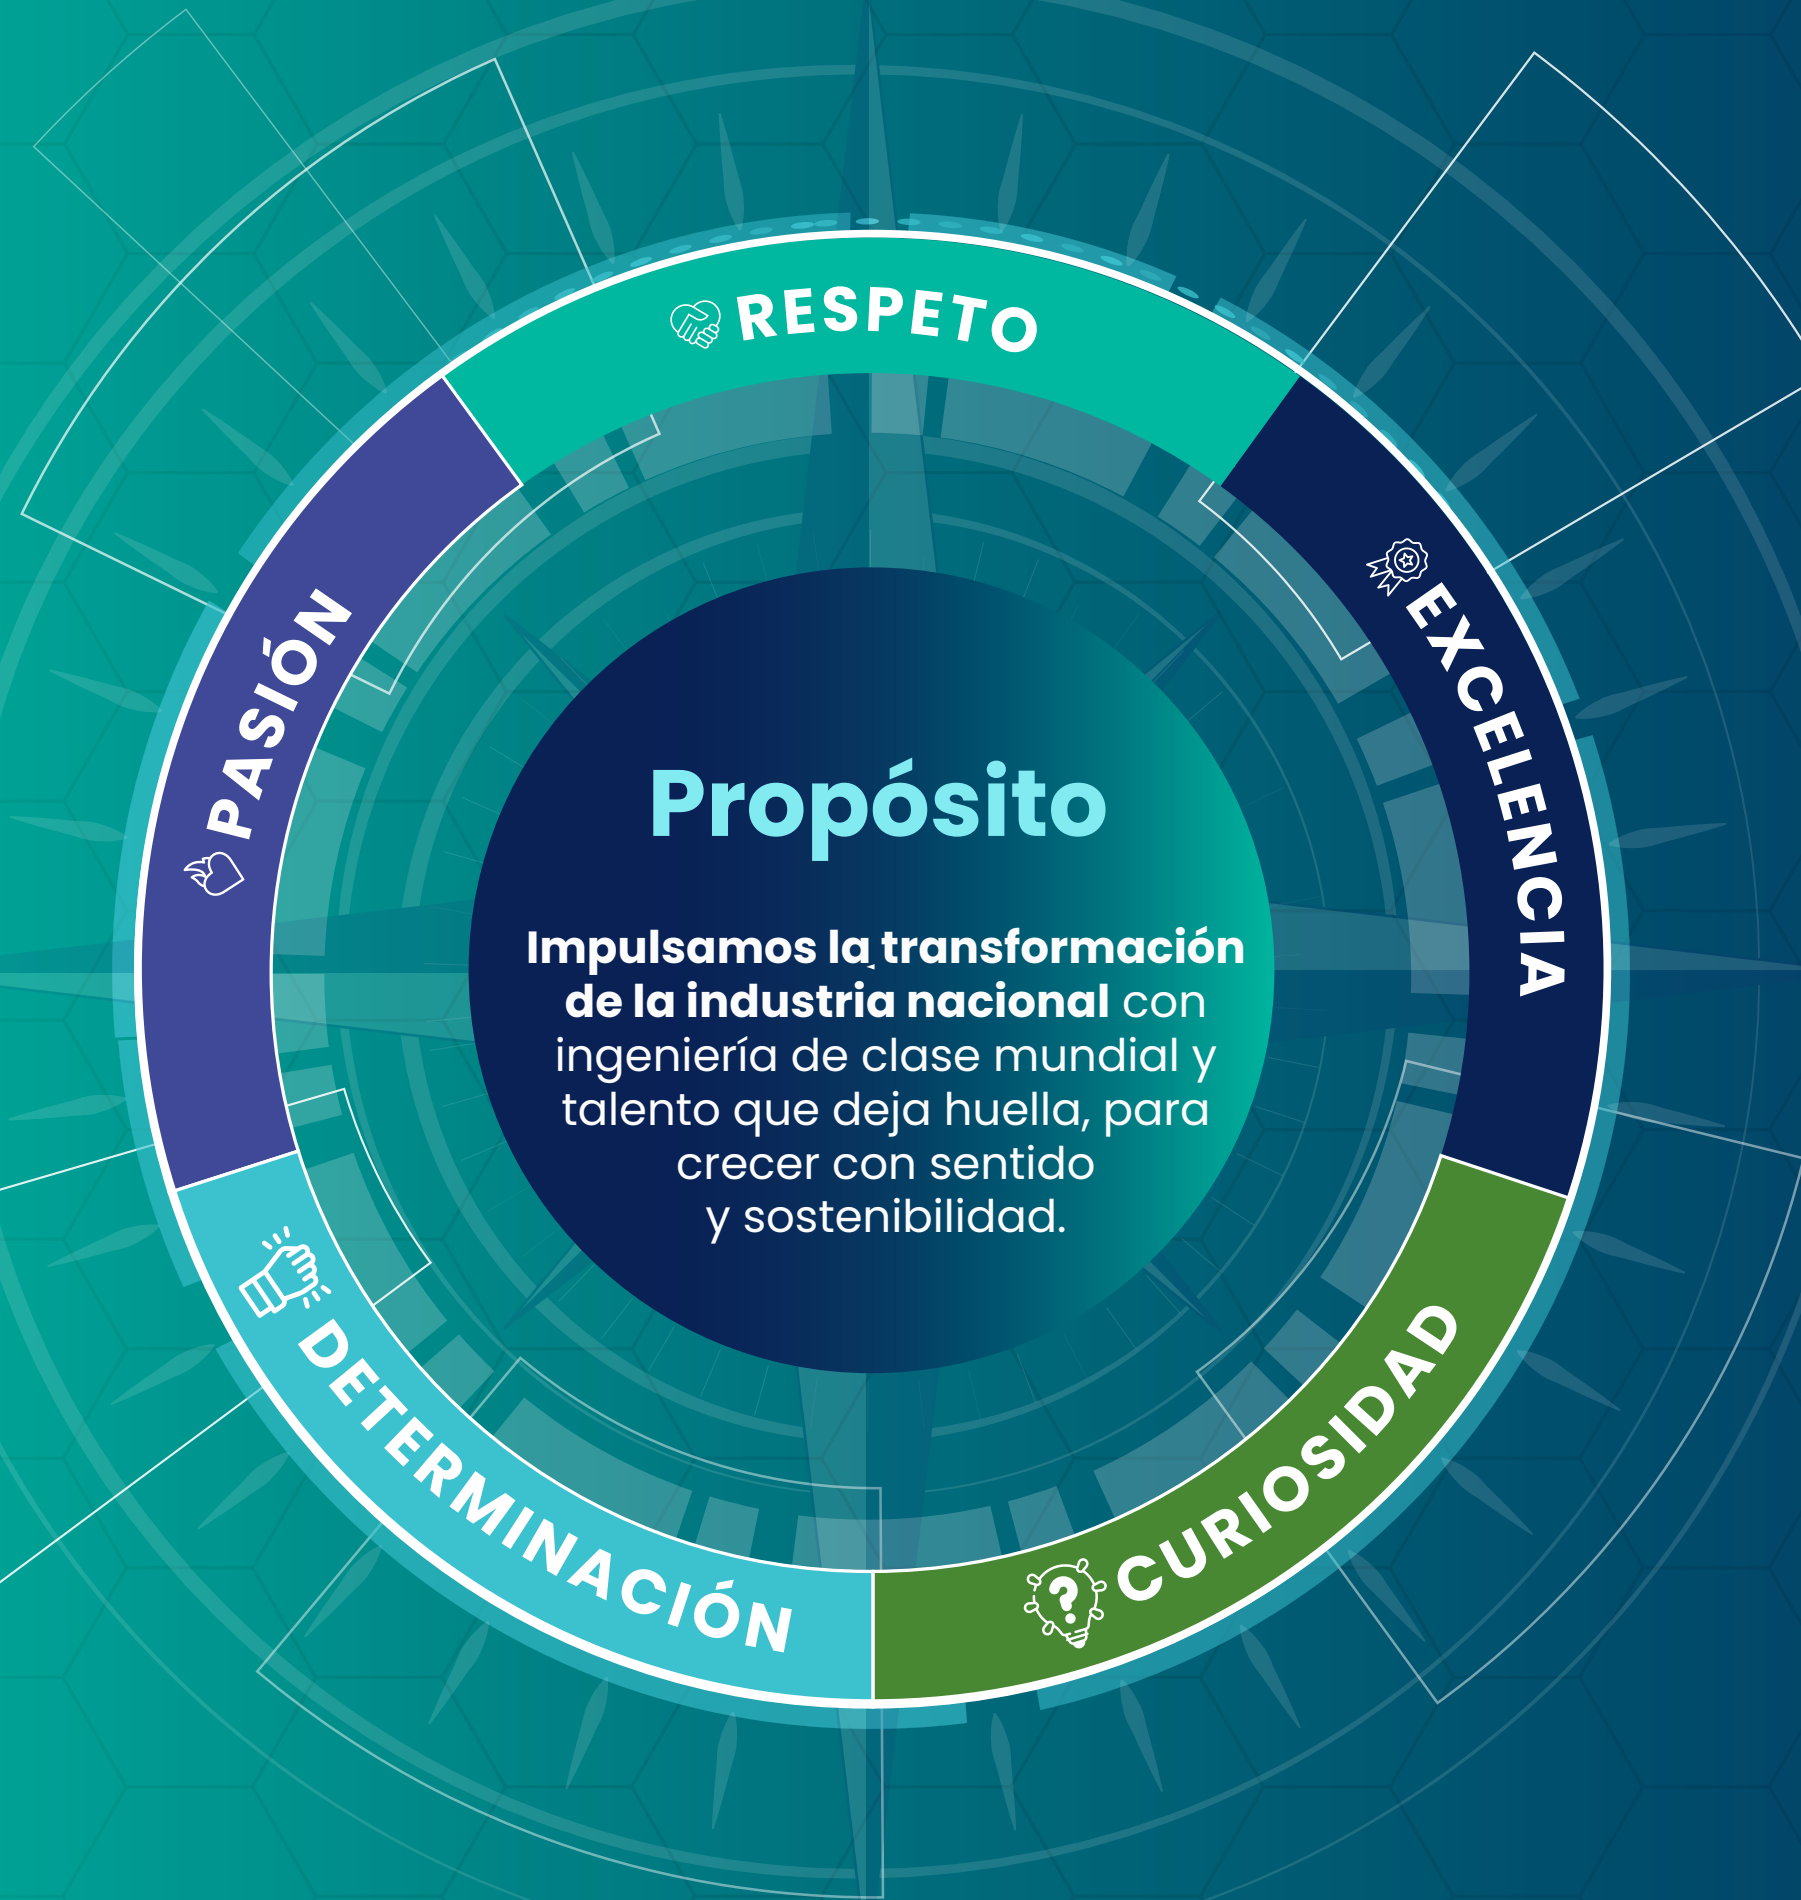 RESPETO
EXCELENCIA
PASIÓN
Propósito
Impulsamos la transformación
de la industria nacional con
ingeniería de clase mundial y
talento que deja huella, para
crecer con sentido
y sostenibilidad.
DETERMINACIÓN
CURIOSIDAD